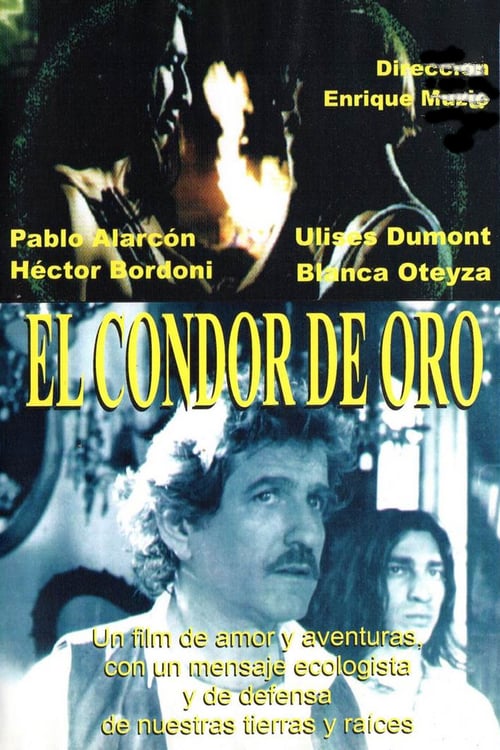 Dirección
Enrique Muzio
Pablo Alarcón
Ulises Dumont
Héctor Bordoni
Blanca Oteyza
EL CONDOR DE ORO
Un film de amor y aventuras,
con un mensaje ecologista
y de defensa
de nuestras tierras y raíces